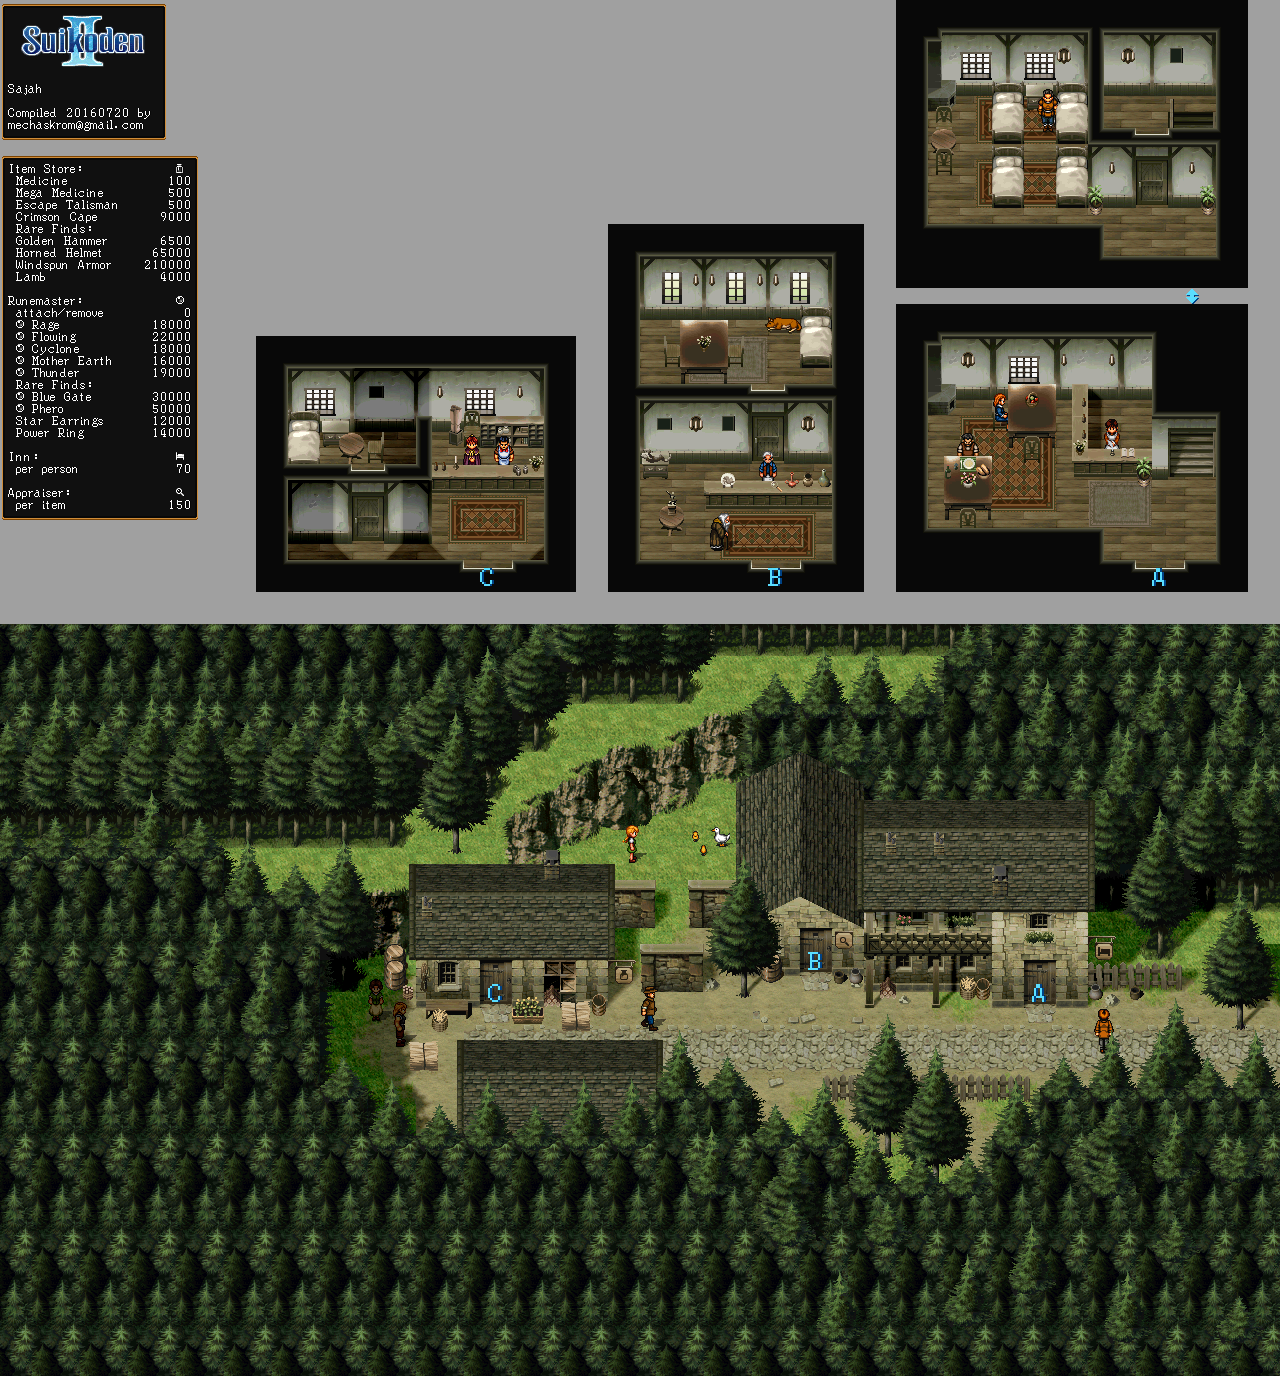 Suikoden
II
Sajah
Compiled 20160720 by
mechaskrom@gmail.com
Item Store:
Medicine 100
Mega Medicine 500
Escape Talisman 500
Crimson Cape 9000
Rare Finds:
Golden Hammer 6500
Horned Helmet 65000
Windspun Armor 210000
Lamb 4000
Runemaster:
attach/remove 0
Rage 18000
Flowing 22000
Cyclone 18000
Mother Earth 16000
Thunder 19000
Rare Finds:
Blue Gate 30000
Phero 50000
Star Earrings 12000
Power Ring 14000
Inn:
per person 70
Appraiser:
per item 150
C
B
A
B
C
A